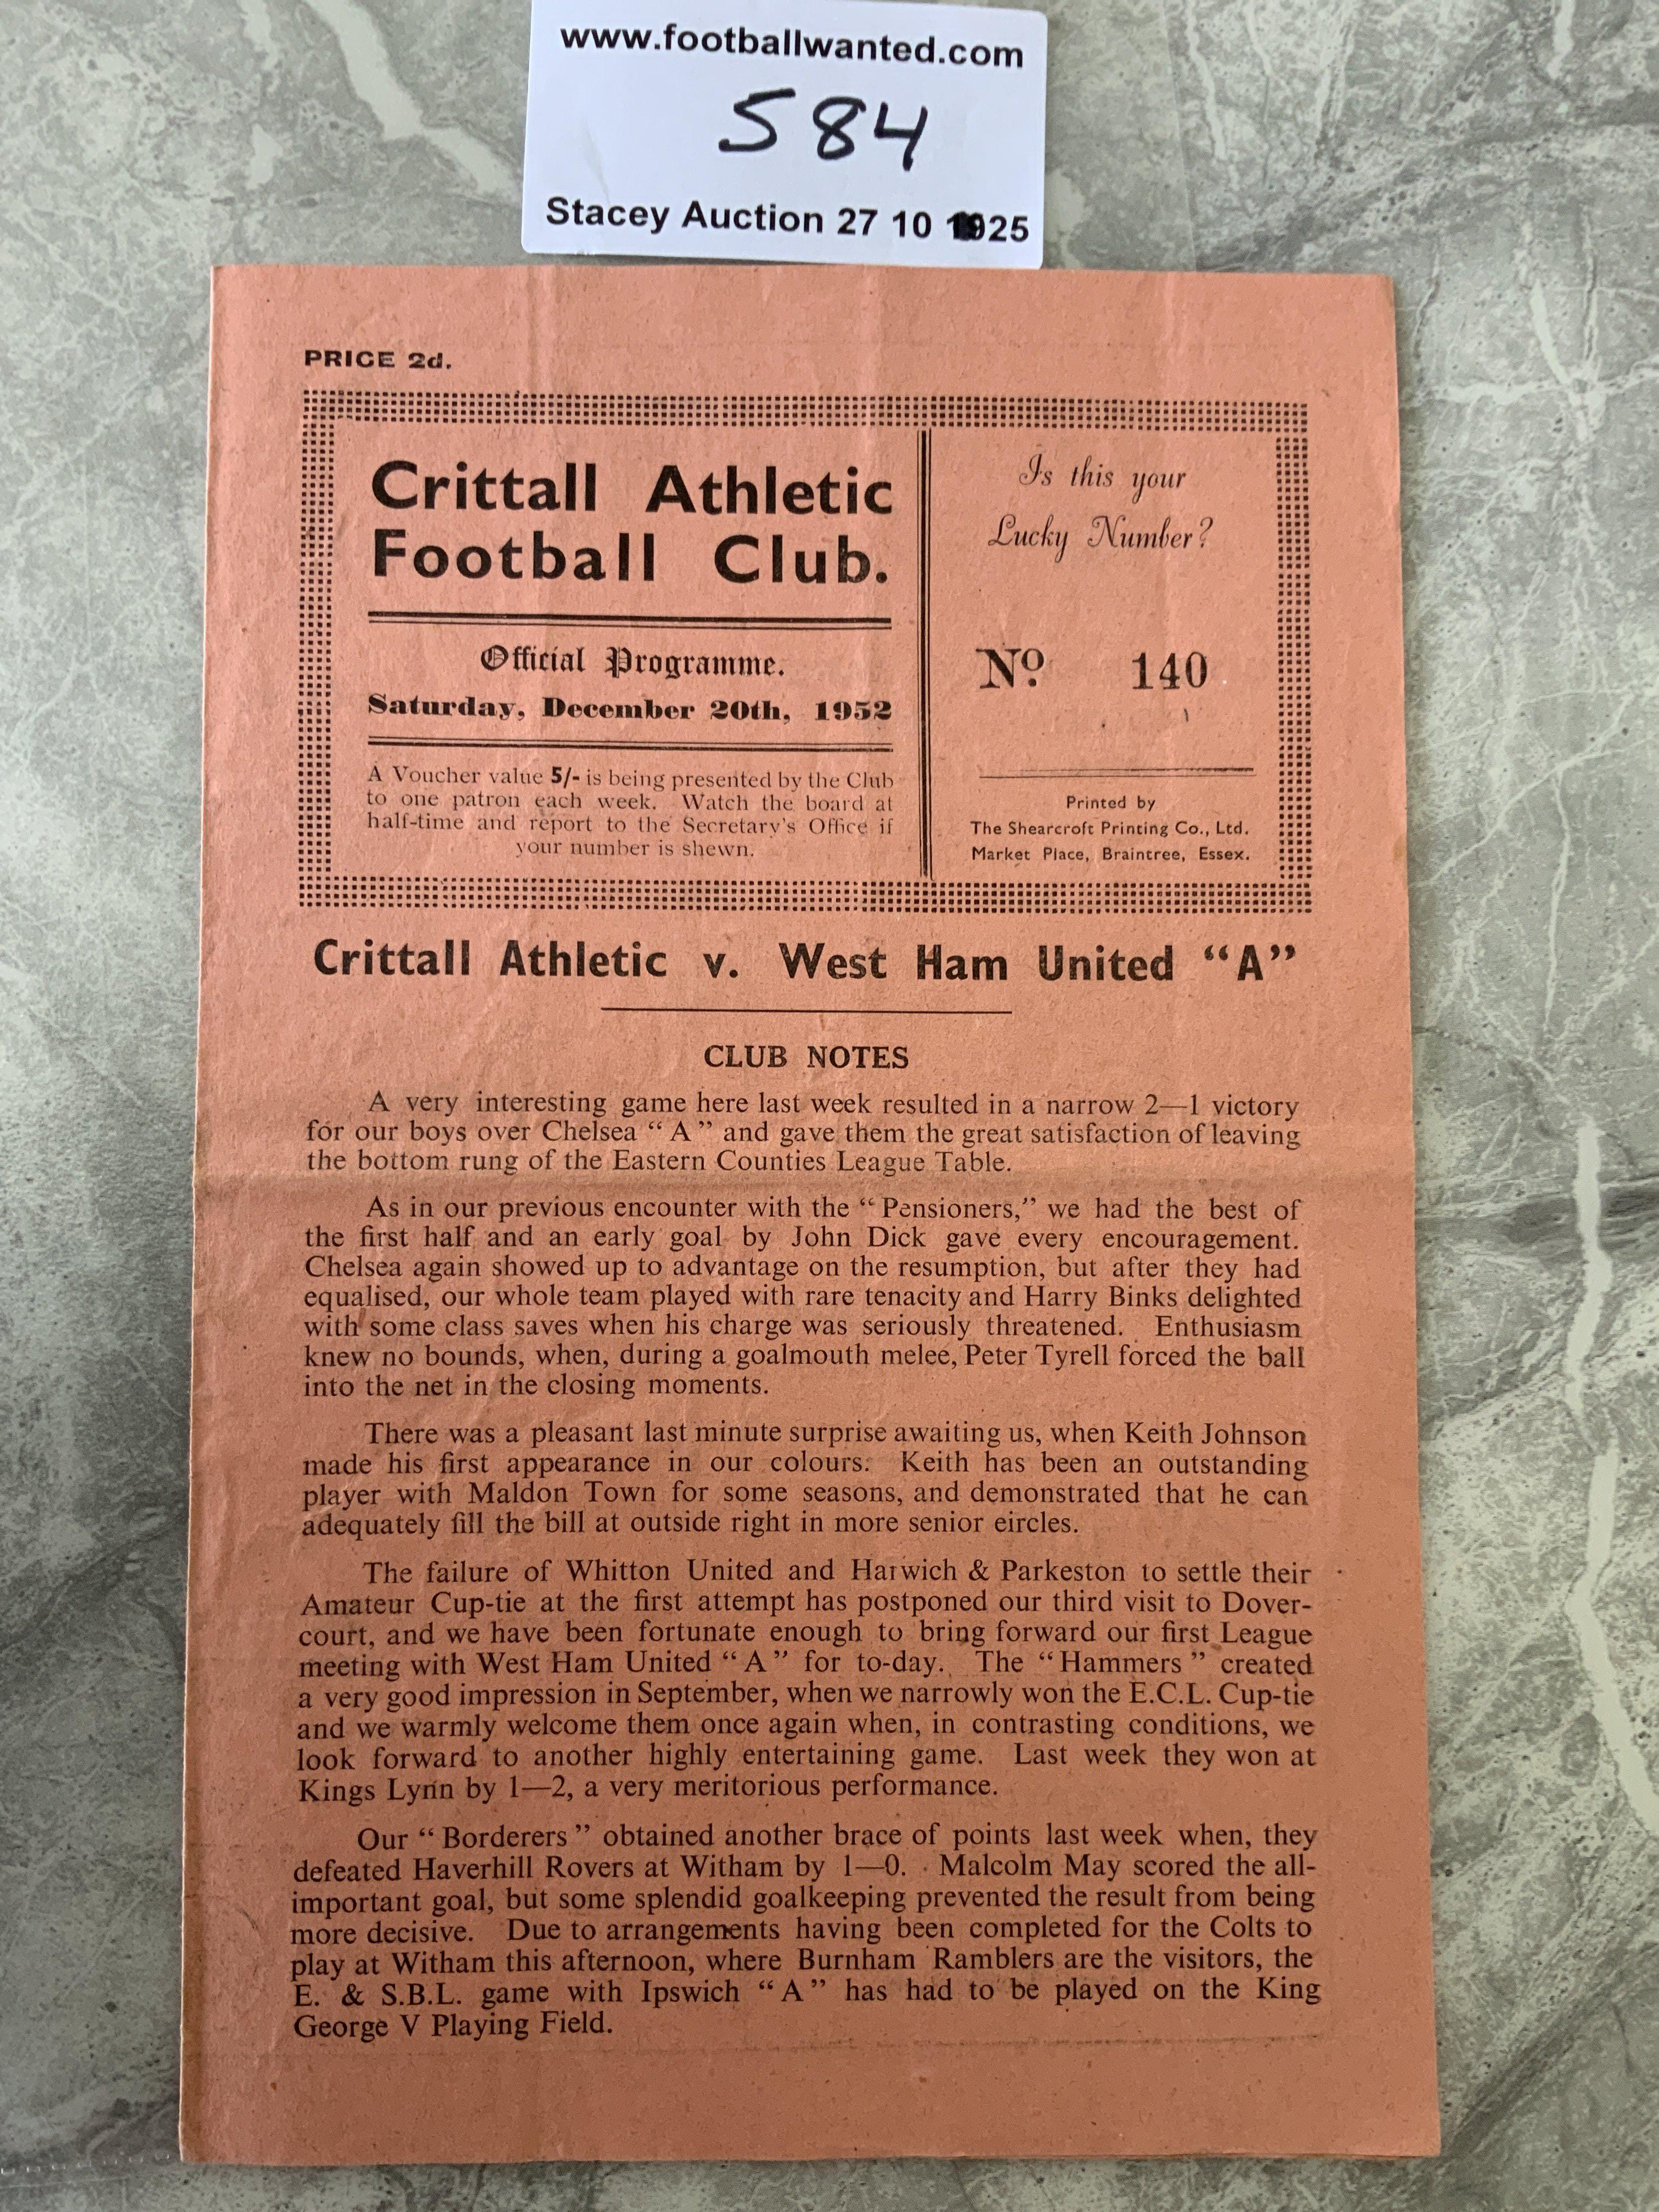 www.footballwanted.com
584
Stacey Auction 27 10 1925
PRICE 2d.
Crittall Athletic
Football Club.
Official Programme.
Saturday, December 20th, 1952
A Voucher value 5/- is being presented by the Club
to one patron each week. Watch the board at
half-time and report to the Secretary's Office if
your number is shewn.
Is this your
Lucky Number?
No. 140
Printed by
The Shearcroft Printing Co., Ltd.
Market Place, Braintree, Essex.
Crittall Athletic v. West Ham United "A"
CLUB NOTES
A very interesting game here last week resulted in a narrow 2—1 victory
for our boys over Chelsea "A" and gave them the great satisfaction of leaving
the bottom rung of the Eastern Counties League Table.
As in our previous encounter with the "Pensioners," we had the best of
the first half and an early goal by John Dick gave every encouragement.
Chelsea again showed up to advantage on the resumption, but after they had
equalised, our whole team played with rare tenacity and Harry Binks delighted
with some class saves when his charge was seriously threatened. Enthusiasm
knew no bounds, when, during a goalmouth melee, Peter Tyrell forced the ball
into the net in the closing moments.
There was a pleasant last minute surprise awaiting us, when Keith Johnson
made his first appearance in our colours. Keith has been an outstanding
player with Maldon Town for some seasons, and demonstrated that he can
adequately fill the bill at outside right in more senior eircles.
The failure of Whitton United and Harwich & Parkeston to settle their
Amateur Cup-tie at the first attempt has postponed our third visit to Dover-
court, and we have been fortunate enough to bring forward our first League
meeting with West Ham United "A" for to-day. The "Hammers" created
a very good impression in September, when we narrowly won the E.C.L. Cup-tie
and we warmly welcome them once again when, in contrasting conditions, we
look forward to another highly entertaining game. Last week they won at
Kings Lynn by 1—2, a very meritorious performance.
Our "Borderers" obtained another brace of points last week when, they
defeated Haverhill Rovers at Witham by 1—0. Malcolm May scored the all-
important goal, but some splendid goalkeeping prevented the result from being
more decisive. Due to arrangements having been completed for the Colts to
play at Witham this afternoon, where Burnham Ramblers are the visitors, the
E. & S.B.L. game with Ipswich "A" has had to be played on the King
George V Playing Field.